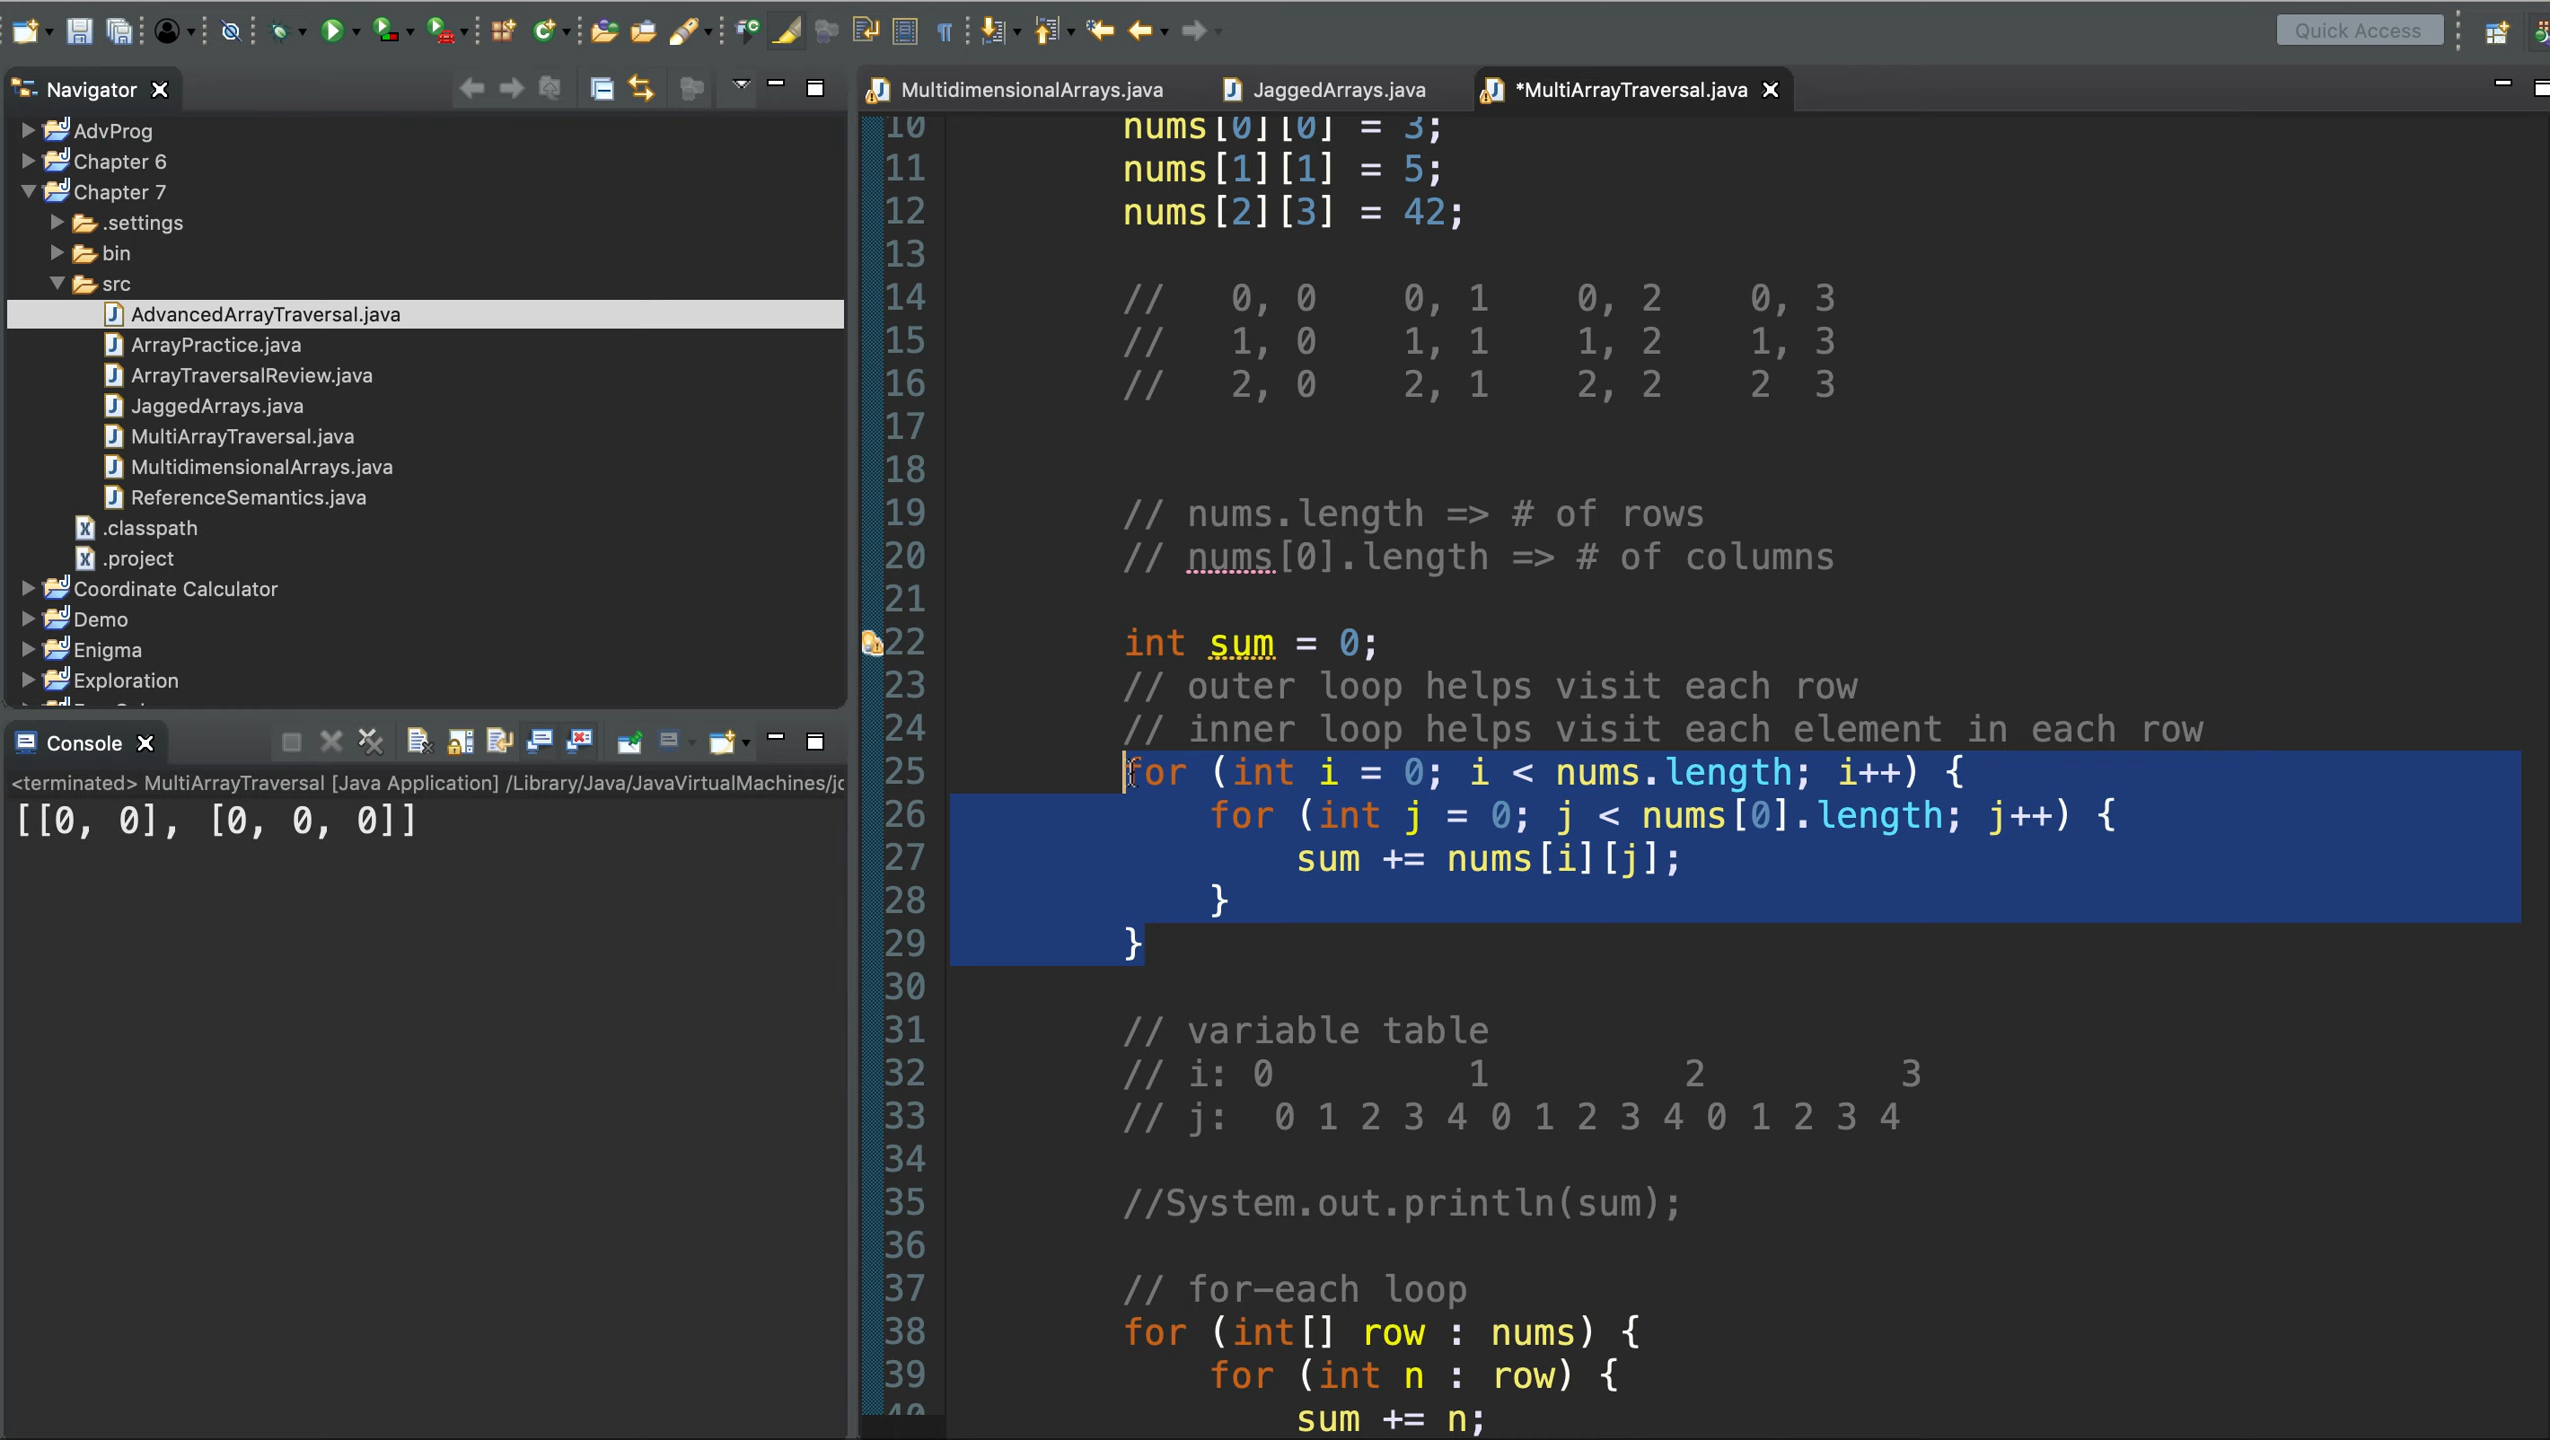 Quick Access
Navigator
AdvProg
Chapter 6
Chapter 7
.settings
bin
src
AdvancedArrayTraversal.java
ArrayPractice.java
ArrayTraversalReview.java
JaggedArrays.java
MultiArrayTraversal.java
MultidimensionalArrays.java
ReferenceSemantics.java
.classpath
.project
Coordinate Calculator
Demo
Enigma
Exploration
Console
<terminated> MultiArrayTraversal [Java Application] /Library/Java/JavaVirtualMachines/jc
[[0, 0], [0, 0, 0]]
MultidimensionalArrays.java JaggedArrays.java *MultiArrayTraversal.java
10 nums[0][0] = 3;
11 nums[1][1] = 5;
12 nums[2][3] = 42;
13
14 // 0, 0 0, 1 0, 2 0, 3
15 // 1, 0 1, 1 1, 2 1, 3
16 // 2, 0 2, 1 2, 2 2 3
17
18
19 // nums.length => # of rows
20 // nums[0].length => # of columns
21
22 int sum = 0;
23 // outer loop helps visit each row
24 // inner loop helps visit each element in each row
25 for (int i = 0; i < nums.length; i++) {
26 for (int j = 0; j < nums[0].length; j++) {
27 sum += nums[i][j];
28 }
29 }
30
31 // variable table
32 // i: 0 1 2 3
33 // j: 0 1 2 3 4 0 1 2 3 4 0 1 2 3 4
34
35 //System.out.println(sum);
36
37 // for-each loop
38 for (int[] row : nums) {
39 for (int n : row) {
40 sum += n;